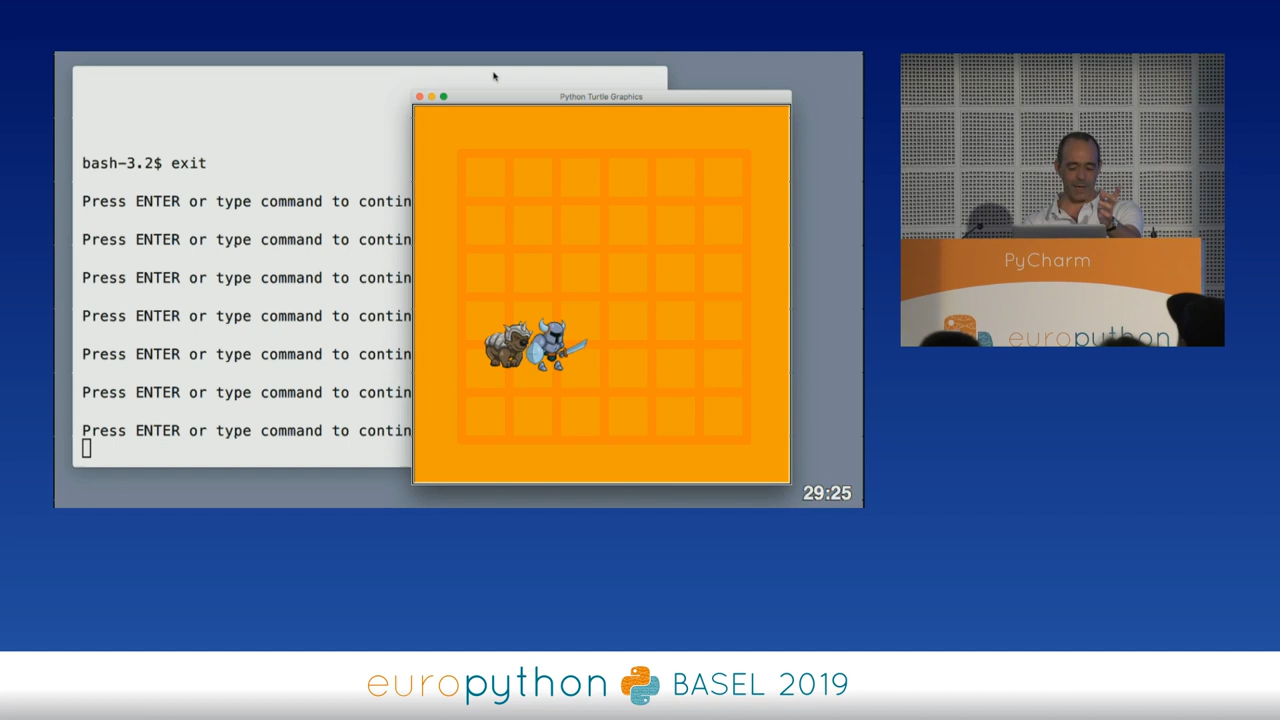 Python Turtle Graphics
bash-3.2$ exit
Press ENTER or type command to contin
Press ENTER or type command to contin
Press ENTER or type command to contin
Press ENTER or type command to contin
Press ENTER or type command to contin
Press ENTER or type command to contin
Press ENTER or type command to contin
29:25
PyCharm
europython
europython BASEL 2019